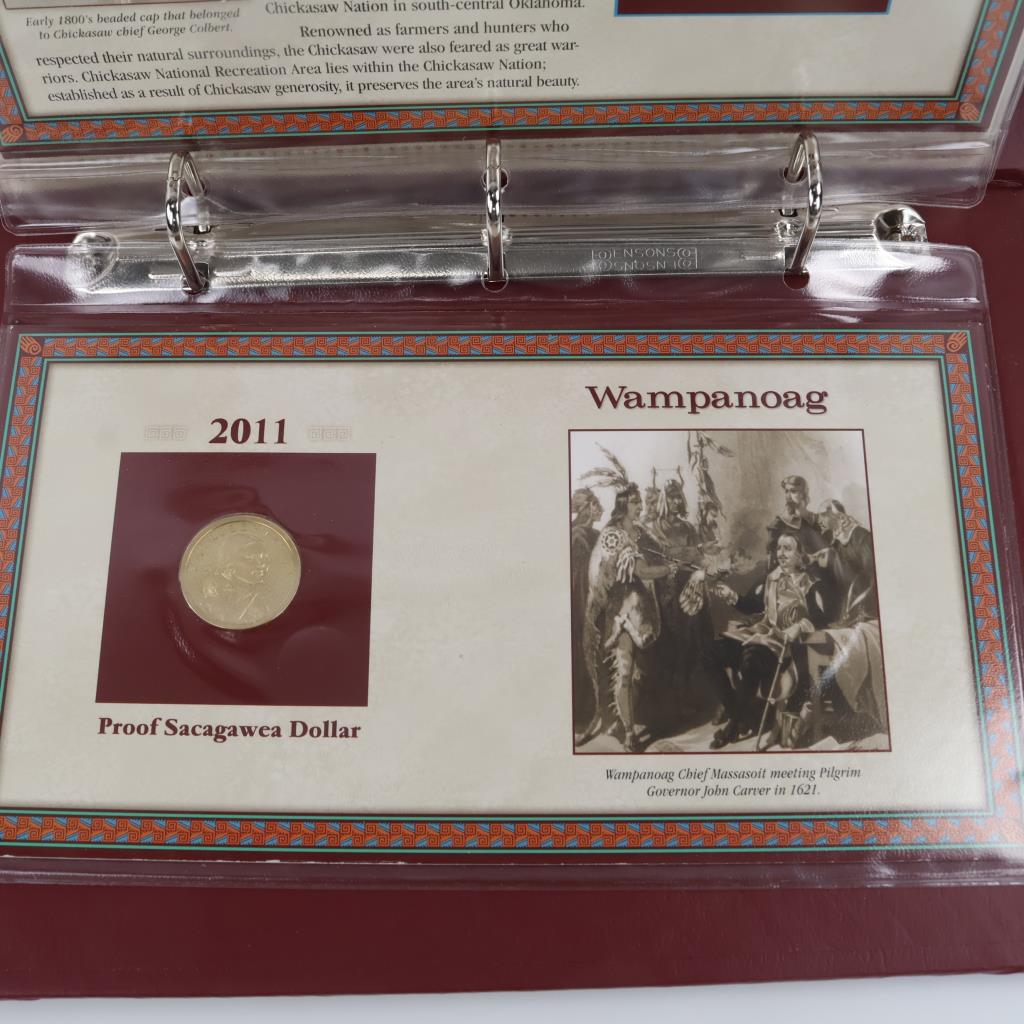 Early 1800's beaded cap that belonged
to Chickasaw chief George Colbert.
Chickasaw Nation in south-central Oklahoma.
Renowned as farmers and hunters who
respected their natural surroundings, the Chickasaw were also feared as great war-
riors. Chickasaw National Recreation Area lies within the Chickasaw Nation;
established as a result of Chickasaw generosity, it preserves the area's natural beauty.
2011
Proof Sacagawea Dollar
Wampanoag
Wampanoag Chief Massasoit meeting Pilgrim
Governor John Carver in 1621.